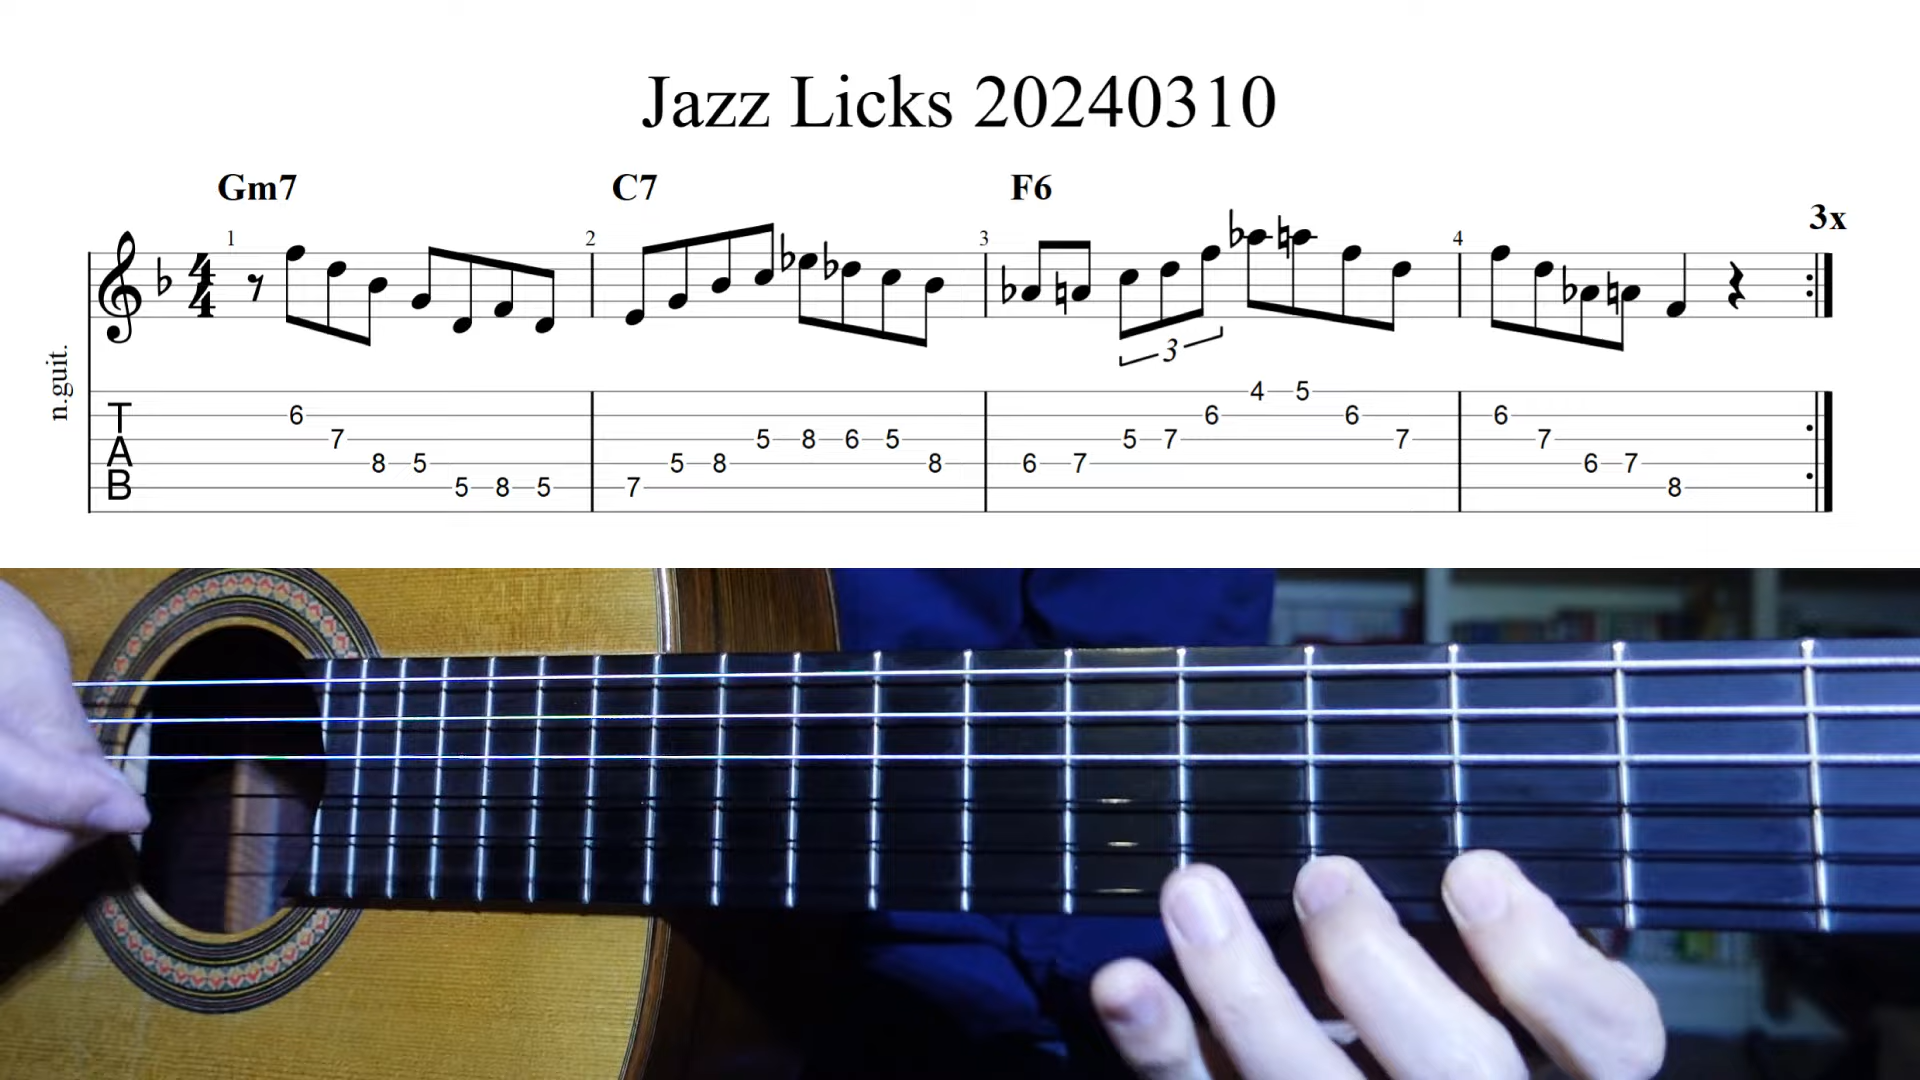 Jazz Licks 20240310
Gm7 C7 F6 3x
1 2 3 4
4 4
3
n.guit.
T A B
4 5
6 6 6 6
7 5 8 6 5 5 7 7 7
8 5 5 8 8 6 7 6 7
5 8 5 7 8